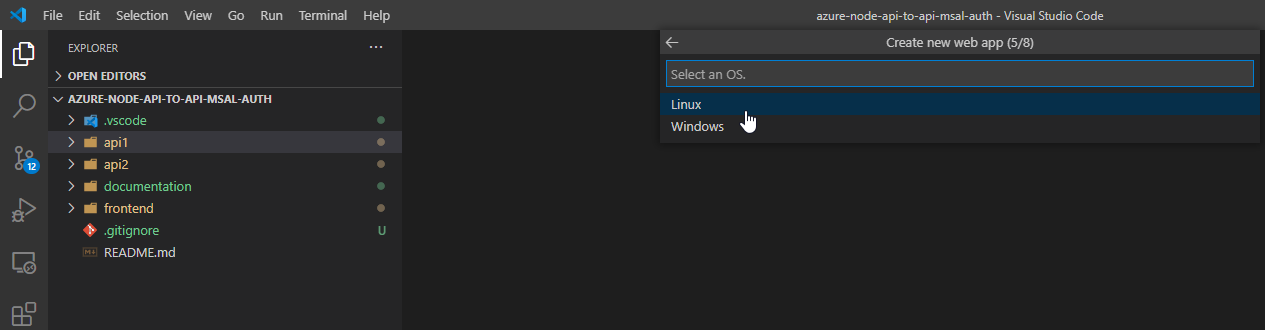 File Edit Selection View Go Run Terminal Help azure-node-api-to-api-msal-auth - Visual Studio Code
EXPLORER ...
OPEN EDITORS
AZURE-NODE-API-TO-API-MSAL-AUTH
.vscode
api1
api2
documentation
frontend
.gitignore U
README.md
12
Create new web app (5/8)
Select an OS.
Linux
Windows